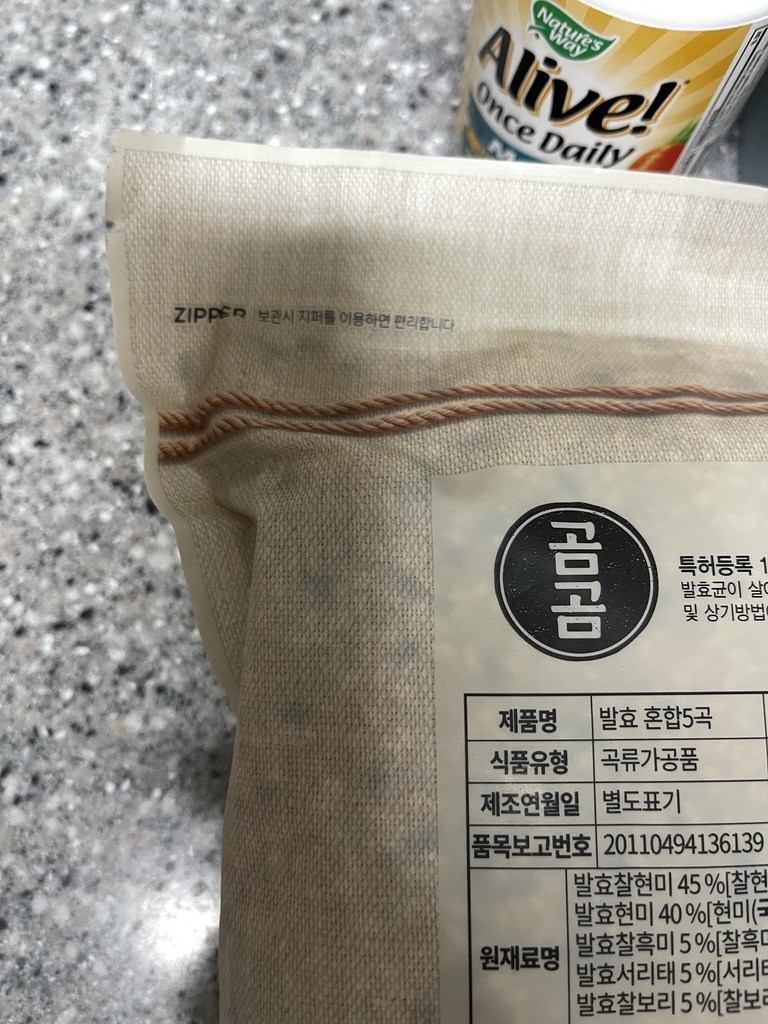 Nature's
Way
Alive!
Once Daily
ZIPPER 보관시 지퍼를 이용하면 편리합니다
곰곰
특허등록 1
발효균이
및 상기방법
제품명 발효 혼합5곡
식품유형 곡류가공품
제조연월일 별도표기
품목보고번호 20110494136139
원재료명
발효찰현미 45 %[찰현
발효현미 40 %[현미(국
발효찰흑미 5 %[찰흑미
발효서리태 5 %[서리태
발효찰보리 5 %[찰보리